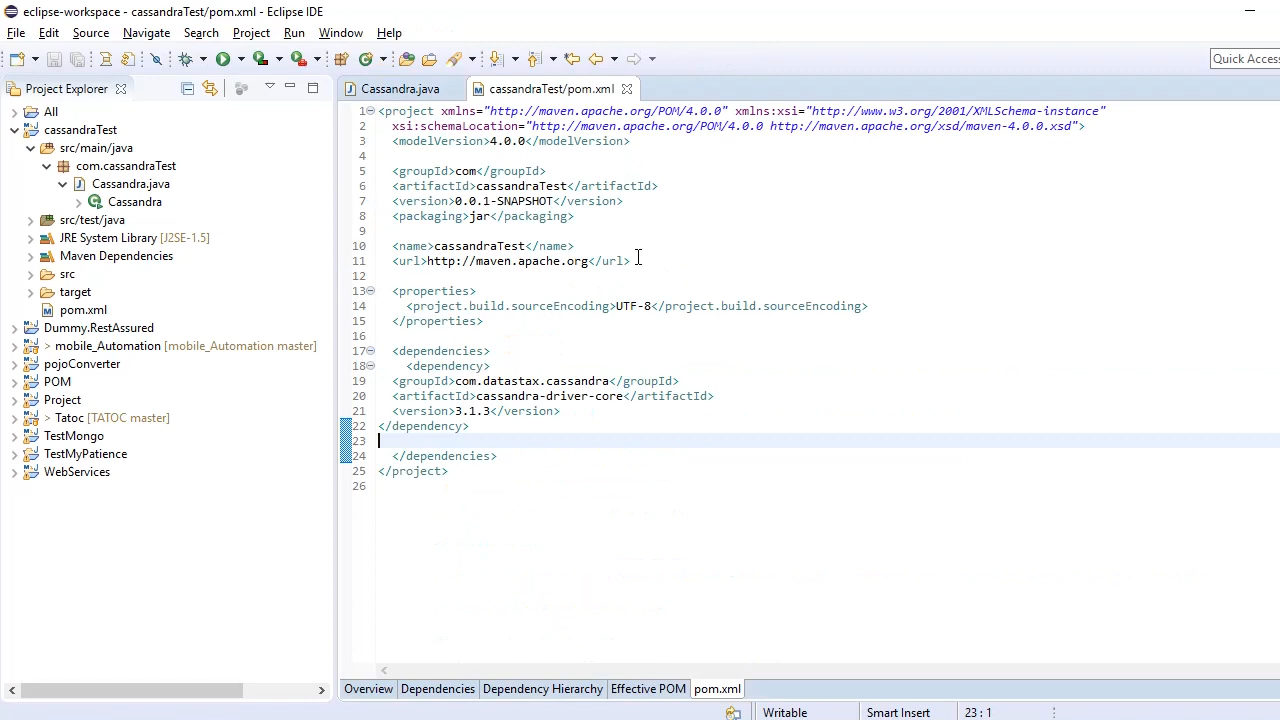 eclipse-workspace - cassandraTest/pom.xml - Eclipse IDE
File Edit Source Navigate Search Project Run Window Help
Quick Access
Project Explorer
Cassandra.java
cassandraTest/pom.xml
All
cassandraTest
src/main/java
com.cassandraTest
Cassandra.java
Cassandra
src/test/java
JRE System Library [J2SE-1.5]
Maven Dependencies
src
target
pom.xml
Dummy.RestAssured
> mobile_Automation [mobile_Automation master]
pojoConverter
POM
Project
> Tatoc [TATOC master]
TestMongo
TestMyPatience
WebServices
1 <project xmlns="http://maven.apache.org/POM/4.0.0" xmlns:xsi="http://www.w3.org/2001/XMLSchema-instance"
2 xsi:schemaLocation="http://maven.apache.org/POM/4.0.0 http://maven.apache.org/xsd/maven-4.0.0.xsd">
3 <modelVersion>4.0.0</modelVersion>
4
5 <groupId>com</groupId>
6 <artifactId>cassandraTest</artifactId>
7 <version>0.0.1-SNAPSHOT</version>
8 <packaging>jar</packaging>
9
10 <name>cassandraTest</name>
11 <url>http://maven.apache.org</url>
12
13 <properties>
14 <project.build.sourceEncoding>UTF-8</project.build.sourceEncoding>
15 </properties>
16
17 <dependencies>
18 <dependency>
19 <groupId>com.datastax.cassandra</groupId>
20 <artifactId>cassandra-driver-core</artifactId>
21 <version>3.1.3</version>
22 </dependency>
23
24 </dependencies>
25 </project>
26
Overview Dependencies Dependency Hierarchy Effective POM pom.xml
Writable Smart Insert 23 : 1